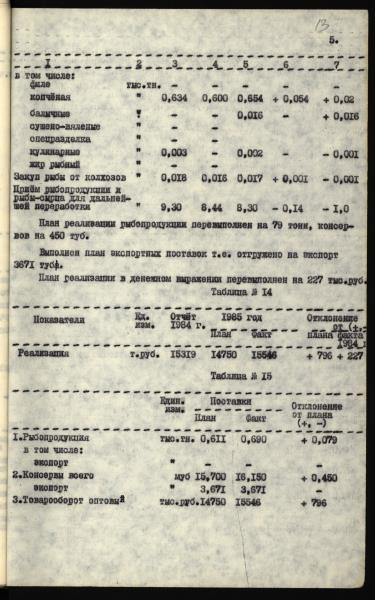 13
5.
1 2 3 4 5 6 7
в том числе:
филе тыс.тн. – – – – –
копчёная " 0,634 0,600 0,654 + 0,054 + 0,02
балычные " – – 0,016 – + 0,016
сушено-вяленые " – –
спецразделка " – –
кулинарные " 0,003 – 0,002 – – 0,001
жир рыбный " – – – – –
Закуп рыбы от колхозов " 0,018 0,016 0,017 + 0,001 – 0,001
Приём рыбопродукции и
рыбы-сырца для дальней-
шей переработки " 9,30 8,44 8,30 – 0,14 – 1,0
План реализации рыбопродукции перевыполнен на 79 тонн, консер-
вов на 450 туб.
Выполнен план экспортных поставок т.е. отгружено на экспорт
3671 туб.
План реализации в денежном выражении перевыполнен на 227 тыс.руб.
Таблица № 14
Показатели Ед. Отчёт 1985 год Отклонение
изм. 1984 г. План Факт от (+,-)
плана факта
1984 г.
Реализация т.руб. 15319 14750 15546 + 796 + 227
Таблица № 15
Един. Поставки Отклонение
изм. План Факт от плана
(+, –)
1.Рыбопродукция тыс.тн. 0,611 0,690 + 0,079
в том числе:
экспорт " – – –
2.Консервы всего муб 15,700 16,150 + 0,450
экспорт " 3,671 3,671 –
3.Товарооборот оптовый тыс.руб. 14750 15546 + 796